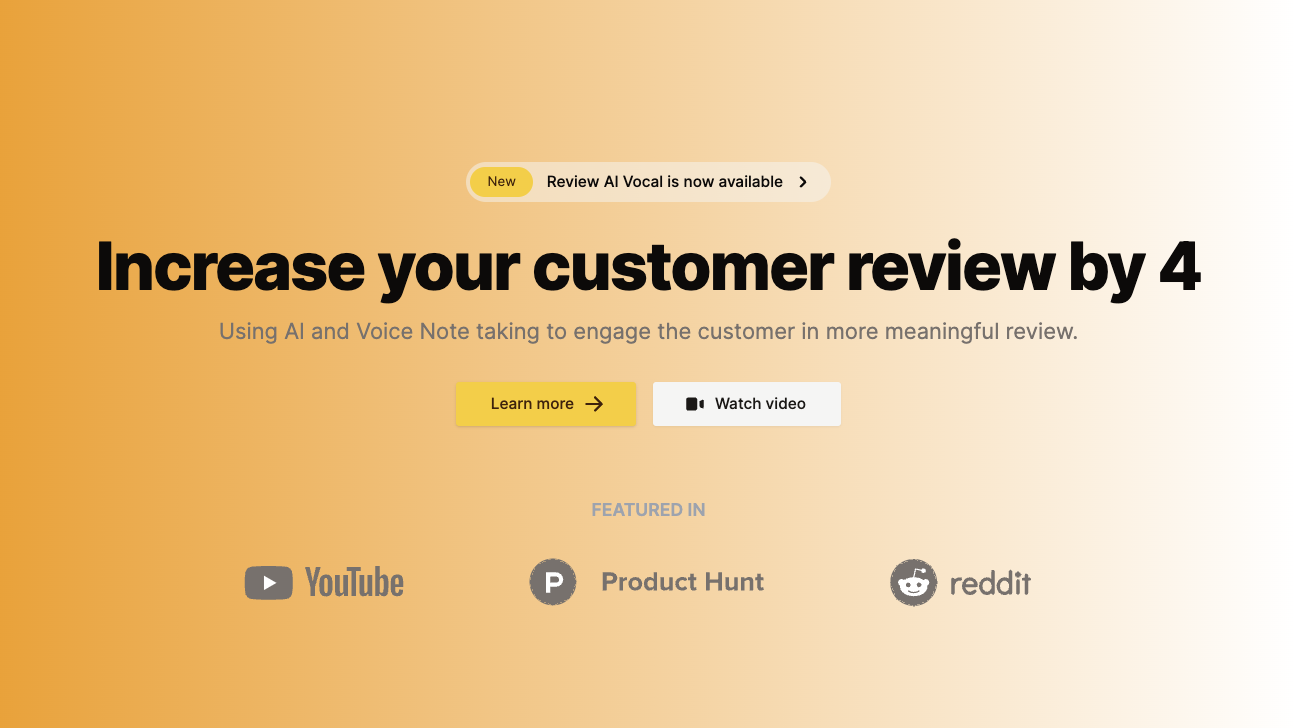 New Review AI Vocal is now available
Increase your customer review by 4
Using AI and Voice Note taking to engage the customer in more meaningful review.
Learn more Watch video
FEATURED IN
YouTube P Product Hunt reddit